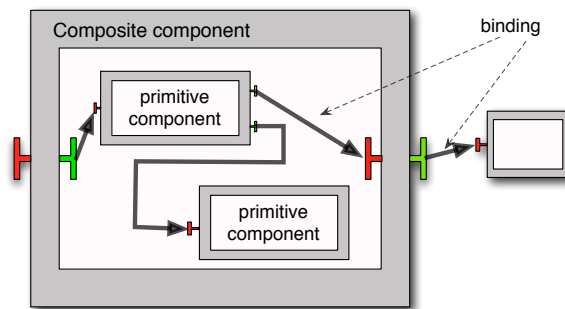 Composite component
binding
primitive
component
primitive
component